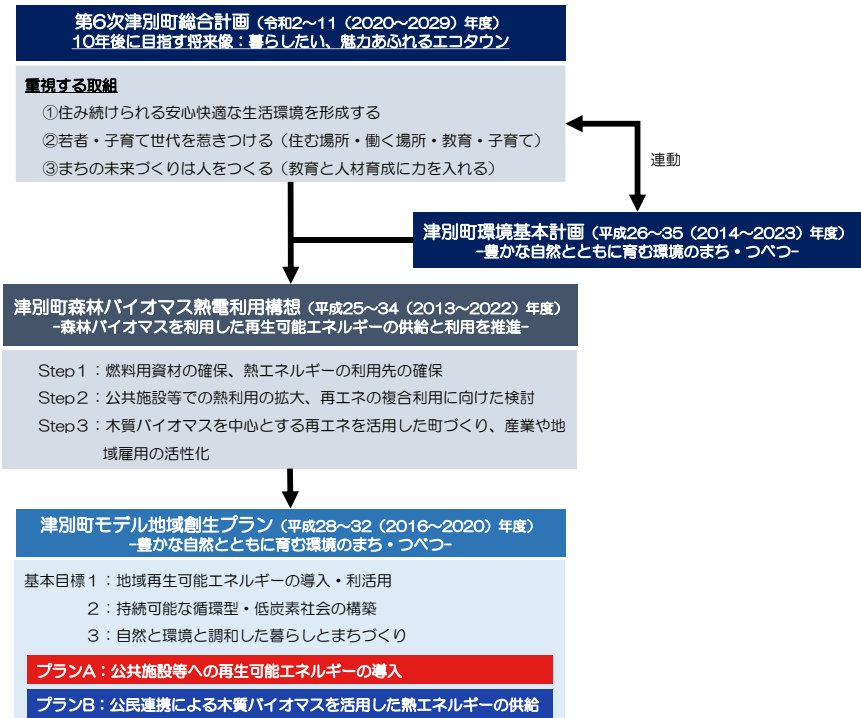 第6次津別町総合計画（令和2～11（2020～2029）年度）
10年後に目指す将来像：暮らしたい、魅力あふれるエコタウン
重視する取組
①住み続けられる安心快適な生活環境を形成する
②若者・子育て世代を惹きつける（住む場所・働く場所・教育・子育て）
③まちの未来づくりは人をつくる（教育と人材育成に力を入れる）
連動
津別町環境基本計画（平成26～35（2014～2023）年度）
-豊かな自然とともに育む環境のまち・つべつ-
津別町森林バイオマス熱電利用構想（平成25～34（2013～2022）年度）
-森林バイオマスを利用した再生可能エネルギーの供給と利用を推進-
Step1：燃料用資材の確保、熱エネルギーの利用先の確保
Step2：公共施設等での熱利用の拡大、再エネの複合利用に向けた検討
Step3：木質バイオマスを中心とする再エネを活用した町づくり、産業や地
域雇用の活性化
津別町モデル地域創生プラン（平成28～32（2016～2020）年度）
-豊かな自然とともに育む環境のまち・つべつ-
基本目標1：地域再生可能エネルギーの導入・利活用
2：持続可能な循環型・低炭素社会の構築
3：自然と環境と調和した暮らしとまちづくり
プランA：公共施設等への再生可能エネルギーの導入
プランB：公民連携による木質バイオマスを活用した熱エネルギーの供給